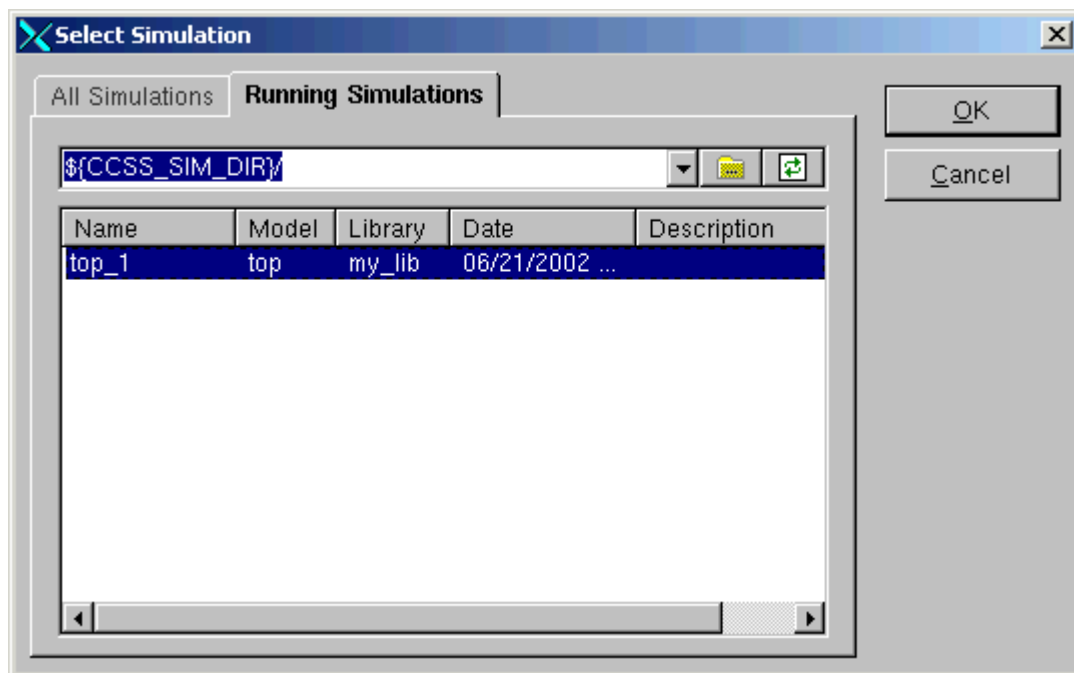 Select Simulation
All Simulations Running Simulations
OK
${CCSS_SIM_DIR}/
Cancel
Name Model Library Date Description
top_1 top my_lib 06/21/2002 ...